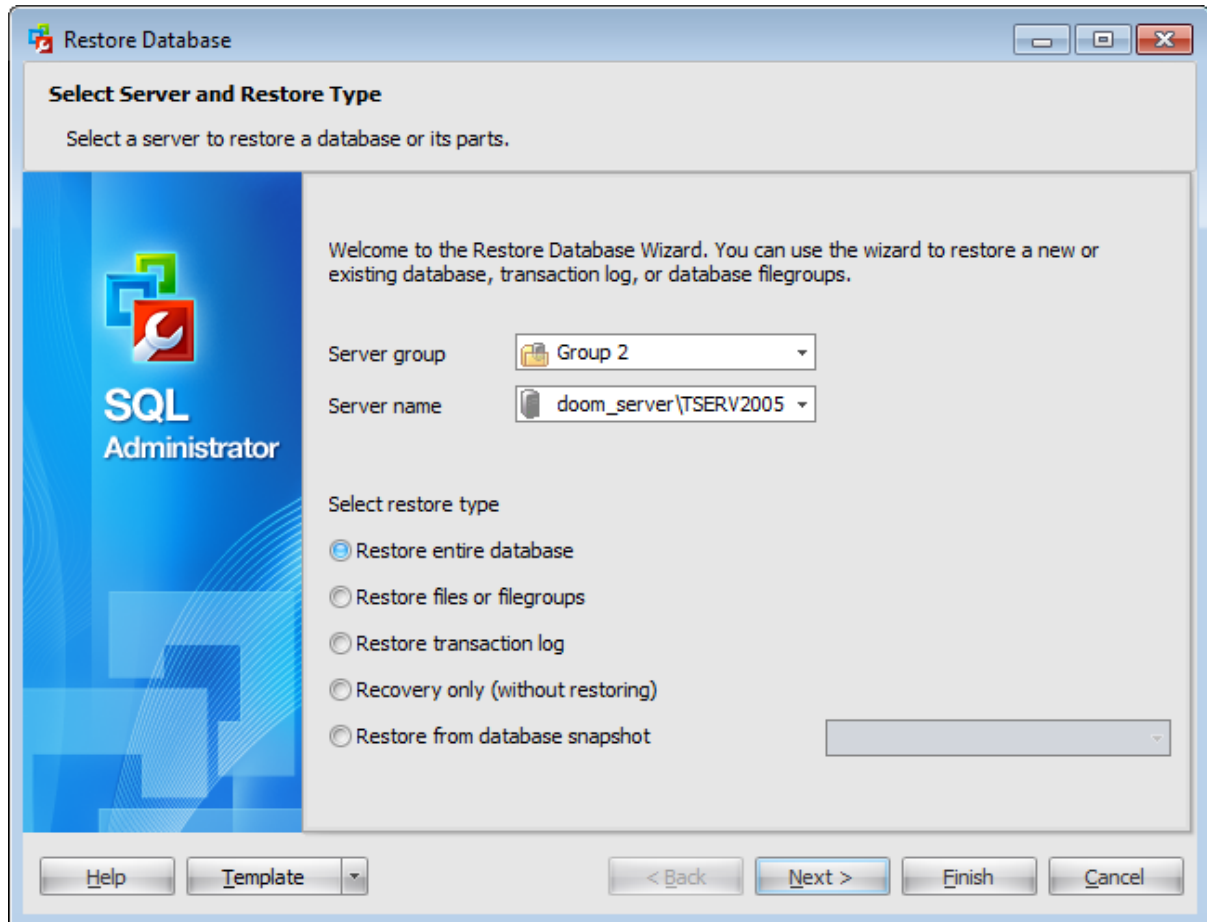 Restore Database
Select Server and Restore Type
Select a server to restore a database or its parts.
Welcome to the Restore Database Wizard. You can use the wizard to restore a new or
existing database, transaction log, or database filegroups.
Server group
Group 2
Server name
doom_server\TSERV2005
SQL
Administrator
Select restore type
Restore entire database
Restore files or filegroups
Restore transaction log
Recovery only (without restoring)
Restore from database snapshot
Help
Template
< Back
Next >
Finish
Cancel